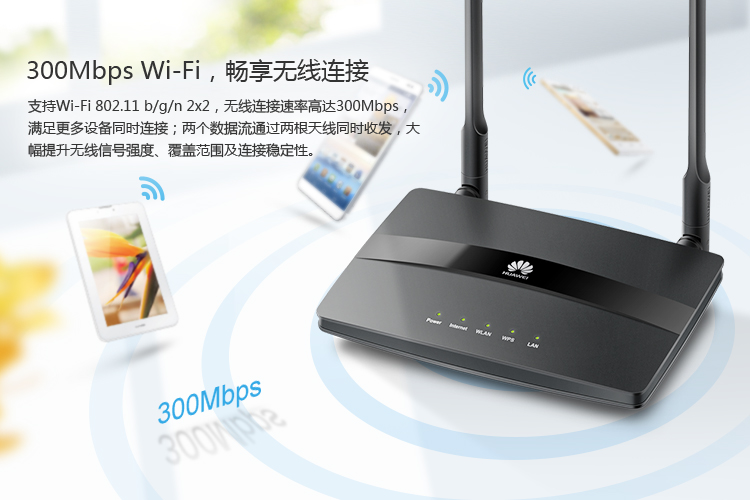 300Mbps Wi-Fi，畅享无线连接
支持Wi-Fi 802.11 b/g/n 2x2，无线连接速率高达300Mbps，
满足更多设备同时连接；两个数据流通过两根天线同时收发，大
幅提升无线信号强度、覆盖范围及连接稳定性。
HUAWEI
Power Internet WLAN WPS LAN
300Mbps